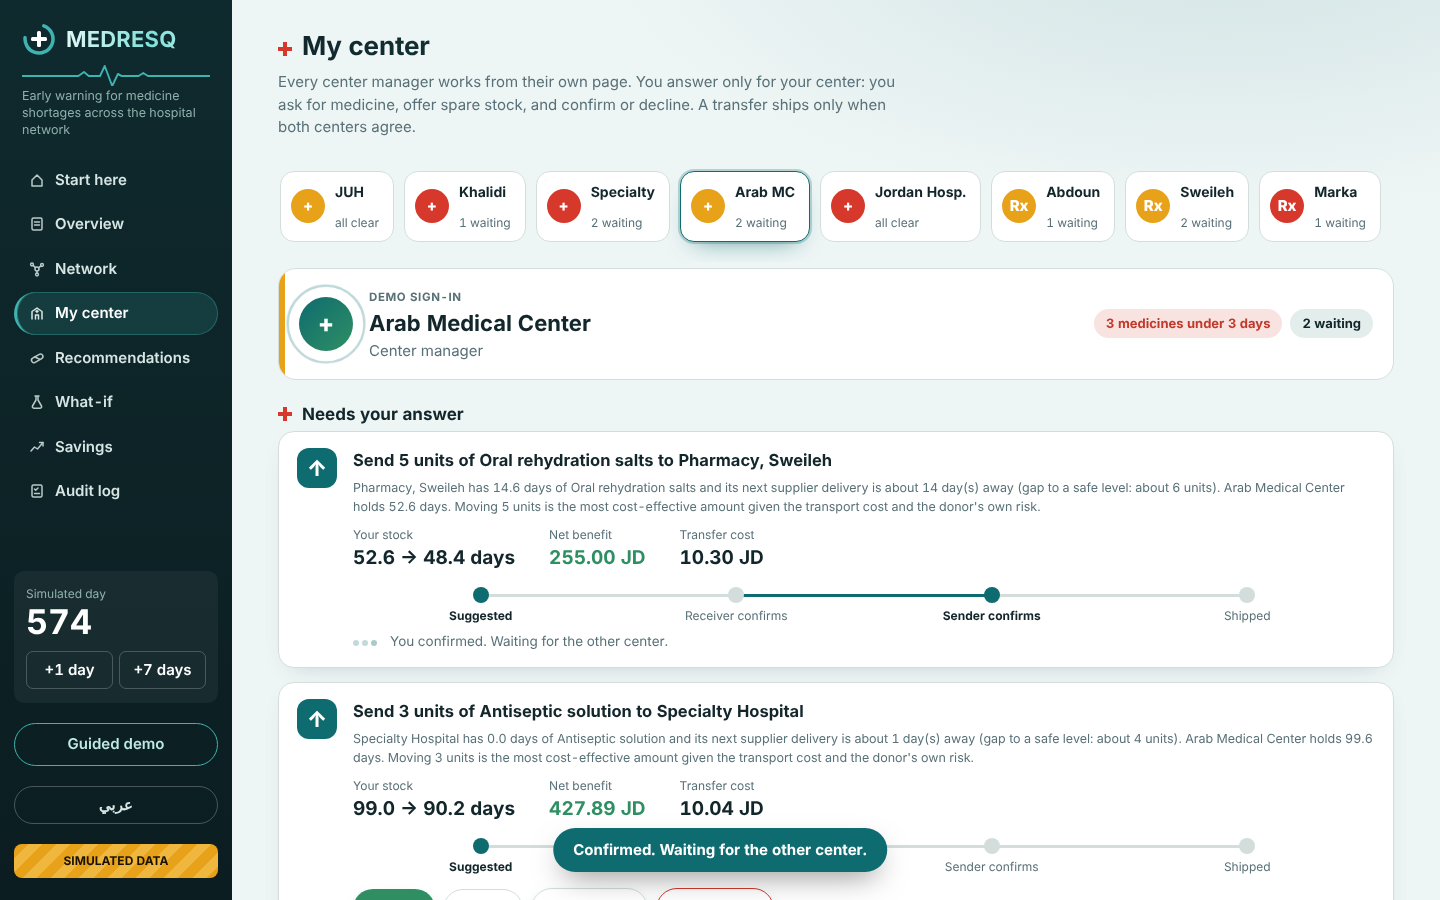 MEDRESQ
Early warning for medicine
shortages across the hospital
network
Start here
Overview
Network
My center
Recommendations
What-if
Savings
Audit log
Simulated day
574
+1 day
+7 days
Guided demo
عربي
SIMULATED DATA
My center
Every center manager works from their own page. You answer only for your center: you
ask for medicine, offer spare stock, and confirm or decline. A transfer ships only when
both centers agree.
JUH
all clear
Khalidi
1 waiting
Specialty
2 waiting
Arab MC
2 waiting
Jordan Hosp.
all clear
Rx
Abdoun
1 waiting
Rx
Sweileh
2 waiting
Rx
Marka
1 waiting
DEMO SIGN-IN
Arab Medical Center
Center manager
3 medicines under 3 days
2 waiting
Needs your answer
Send 5 units of Oral rehydration salts to Pharmacy, Sweileh
Pharmacy, Sweileh has 14.6 days of Oral rehydration salts and its next supplier delivery is about 14 day(s) away (gap to a safe level: about 6 units). Arab Medical Center
holds 52.6 days. Moving 5 units is the most cost-effective amount given the transport cost and the donor's own risk.
Your stock
52.6 → 48.4 days
Net benefit
255.00 JD
Transfer cost
10.30 JD
Suggested
Receiver confirms
Sender confirms
Shipped
You confirmed. Waiting for the other center.
Send 3 units of Antiseptic solution to Specialty Hospital
Specialty Hospital has 0.0 days of Antiseptic solution and its next supplier delivery is about 1 day(s) away (gap to a safe level: about 4 units). Arab Medical Center holds 99.6
days. Moving 3 units is the most cost-effective amount given the transport cost and the donor's own risk.
Your stock
99.0 → 90.2 days
Net benefit
427.89 JD
Transfer cost
10.04 JD
Suggested
Sender confirms
Shipped
Confirmed. Waiting for the other center.